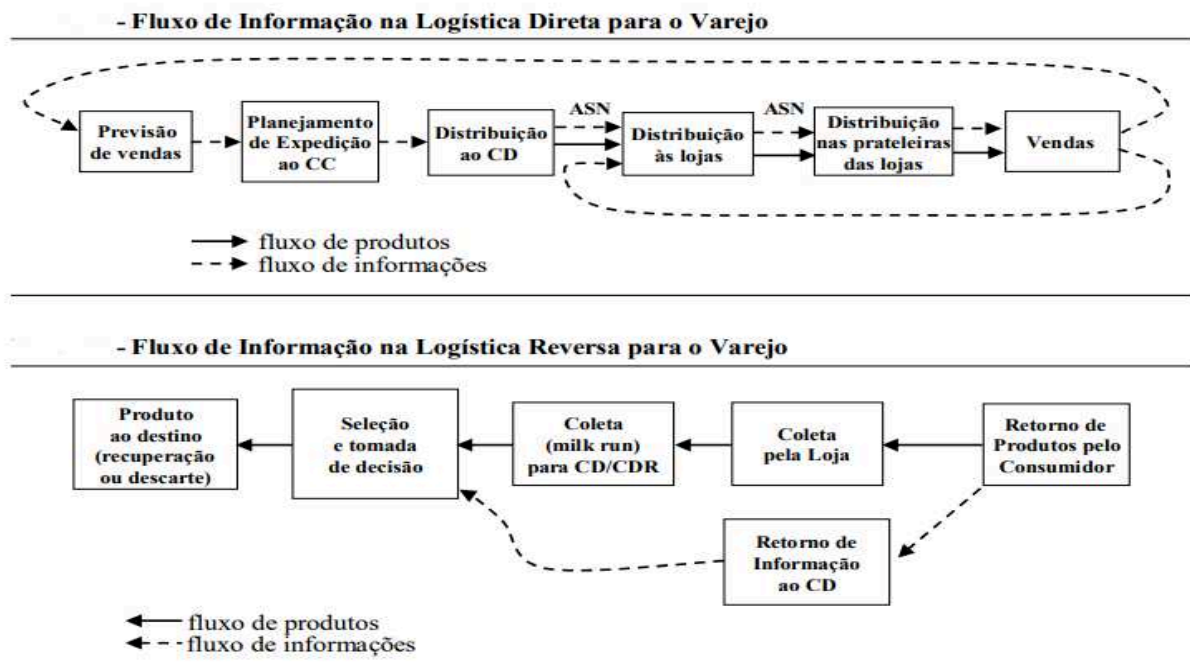 - Fluxo de Informação na Logística Direta para o Varejo
Previsão
de vendas
Planejamento
de Expedição
ao CC
Distribuição
ao CD
ASN
Distribuição
às lojas
ASN
Distribuição
nas prateleiras
das lojas
Vendas
fluxo de produtos
fluxo de informações
- Fluxo de Informação na Logística Reversa para o Varejo
Produto
ao destino
(recuperação
ou descarte)
Seleção
e tomada
de decisão
Coleta
(milk run)
para CD/CDR
Coleta
pela Loja
Retorno de
Produtos pelo
Consumidor
Retorno de
Informação
ao CD
fluxo de produtos
fluxo de informações